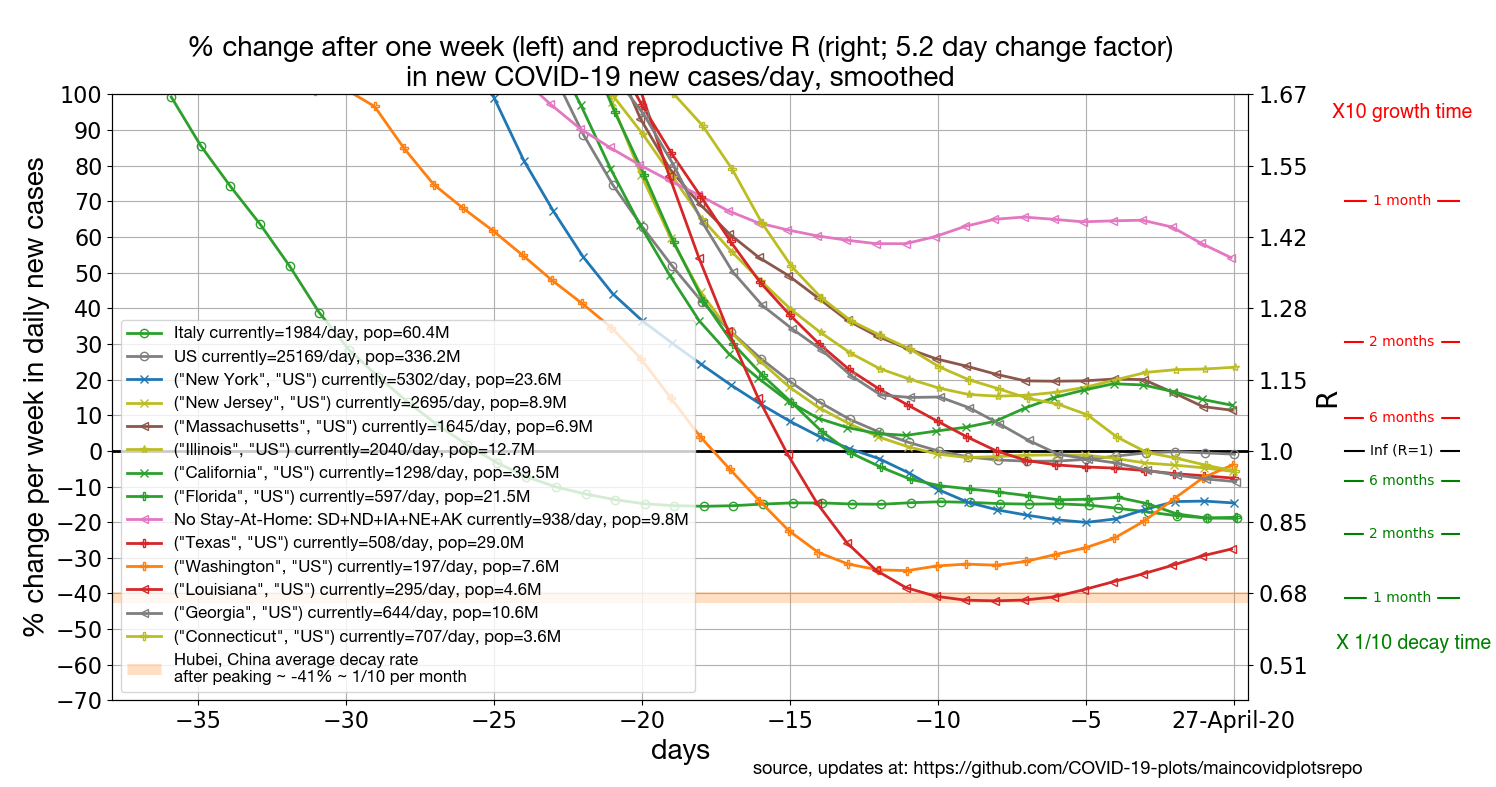 % change after one week (left) and reproductive R (right; 5.2 day change factor)
in new COVID-19 new cases/day, smoothed
% change per week in daily new cases
100
90
80
70
60
50
40
30
20
10
0
−10
−20
−30
−40
−50
−60
−70
Italy currently=1984/day, pop=60.4M
US currently=25169/day, pop=336.2M
("New York", "US") currently=5302/day, pop=23.6M
("New Jersey", "US") currently=2695/day, pop=8.9M
("Massachusetts", "US") currently=1645/day, pop=6.9M
("Illinois", "US") currently=2040/day, pop=12.7M
("California", "US") currently=1298/day, pop=39.5M
("Florida", "US") currently=597/day, pop=21.5M
No Stay-At-Home: SD+ND+IA+NE+AK currently=938/day, pop=9.8M
("Texas", "US") currently=508/day, pop=29.0M
("Washington", "US") currently=197/day, pop=7.6M
("Louisiana", "US") currently=295/day, pop=4.6M
("Georgia", "US") currently=644/day, pop=10.6M
("Connecticut", "US") currently=707/day, pop=3.6M
Hubei, China average decay rate
after peaking ~ -41% ~ 1/10 per month
−35 −30 −25 −20 −15 −10 −5 27-April-20
days
1.67
1.55
1.42
1.28
1.15
1.0
0.85
0.68
0.51
R
X10 growth time
1 month
2 months
6 months
Inf (R=1)
6 months
2 months
1 month
X 1/10 decay time
source, updates at: https://github.com/COVID-19-plots/maincovidplotsrepo